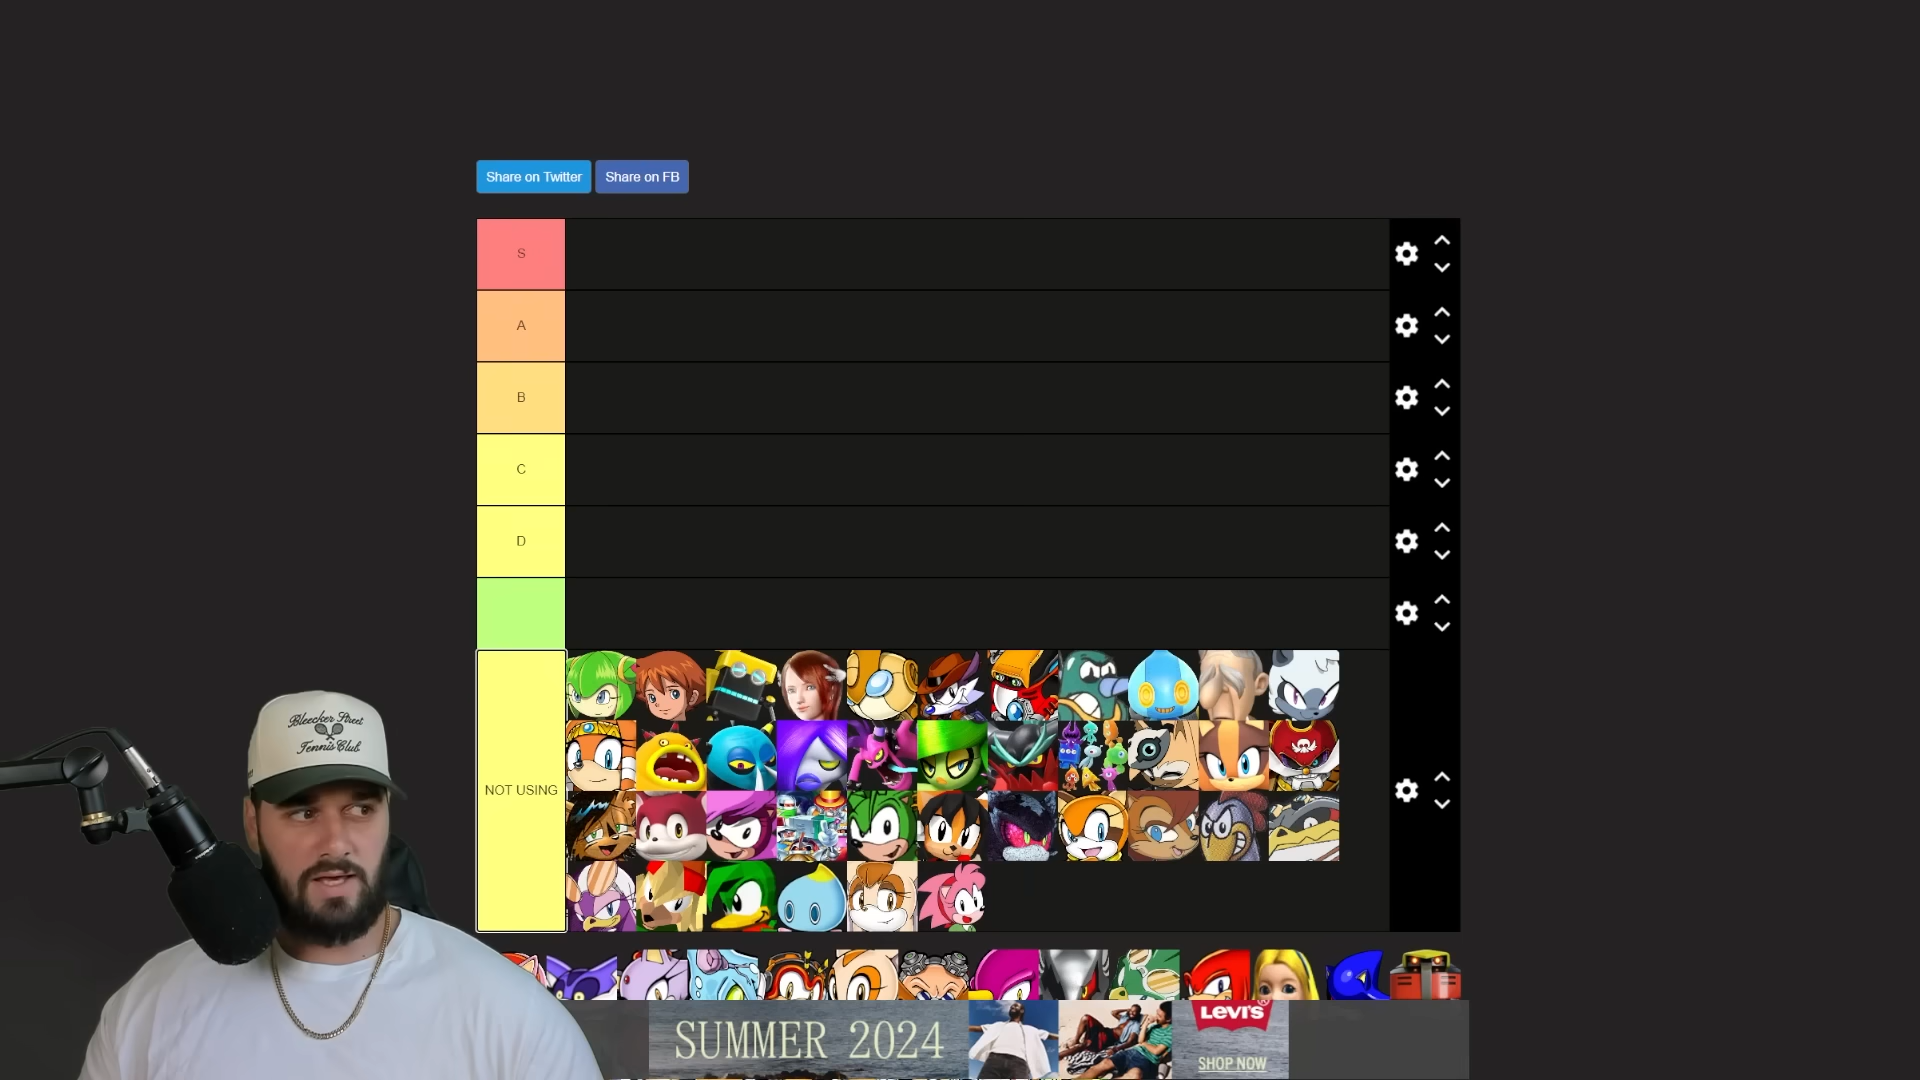 Share on Twitter Share on FB
S
A
B
C
D
NOT USING
Bleecker Street
Tennis Club
SUMMER 2024
LEVI'S
SHOP NOW